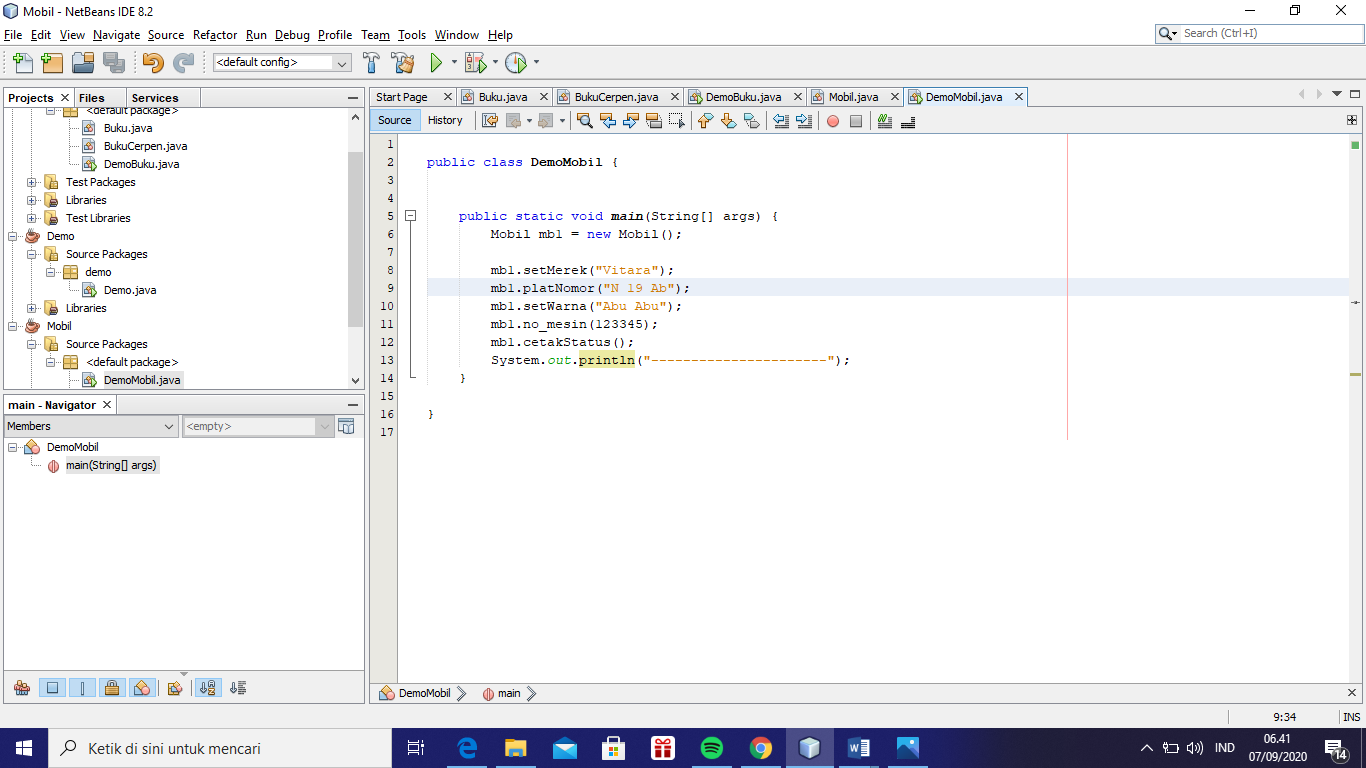 Mobil - NetBeans IDE 8.2
File Edit View Navigate Source Refactor Run Debug Profile Team Tools Window Help
Search (Ctrl+I)
<default config>
Projects Files Services
<default package>
Buku.java
BukuCerpen.java
DemoBuku.java
Test Packages
Libraries
Test Libraries
Demo
Source Packages
demo
Demo.java
Libraries
Mobil
Source Packages
<default package>
DemoMobil.java
main - Navigator
Members <empty>
DemoMobil
main(String[] args)
Start Page Buku.java BukuCerpen.java DemoBuku.java Mobil.java DemoMobil.java
Source History
1
2 public class DemoMobil {
3
4
5 public static void main(String[] args) {
6 Mobil mbl = new Mobil();
7
8 mbl.setMerek("Vitara");
9 mbl.platNomor("N 19 Ab");
10 mbl.setWarna("Abu Abu");
11 mbl.no_mesin(123345);
12 mbl.cetakStatus();
13 System.out.println("----------------------");
14 }
15
16 }
17
DemoMobil main
9:34 INS
Ketik di sini untuk mencari
IND
06.41
07/09/2020
14